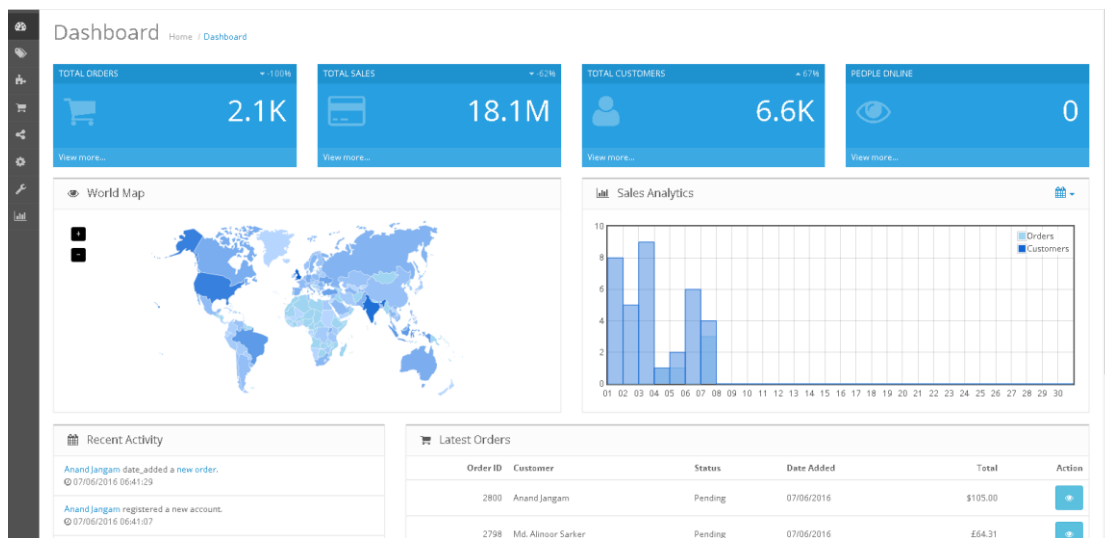 Dashboard Home / Dashboard
TOTAL ORDERS -100%
2.1K
View more...
TOTAL SALES -62%
18.1M
View more...
TOTAL CUSTOMERS 67%
6.6K
View more...
PEOPLE ONLINE
0
View more...
World Map
+
-
Sales Analytics
10
8
6
4
2
0
Orders
Customers
01 02 03 04 05 06 07 08 09 10 11 12 13 14 15 16 17 18 19 20 21 22 23 24 25 26 27 28 29 30
Recent Activity
Anand Jangam date_added a new order.
07/06/2016 06:41:29
Anand Jangam registered a new account.
07/06/2016 06:41:07
Latest Orders
Order ID Customer Status Date Added Total Action
2800 Anand Jangam Pending 07/06/2016 $105.00
2798 Md. Alinoor Sarker Pending 07/06/2016 £64.31